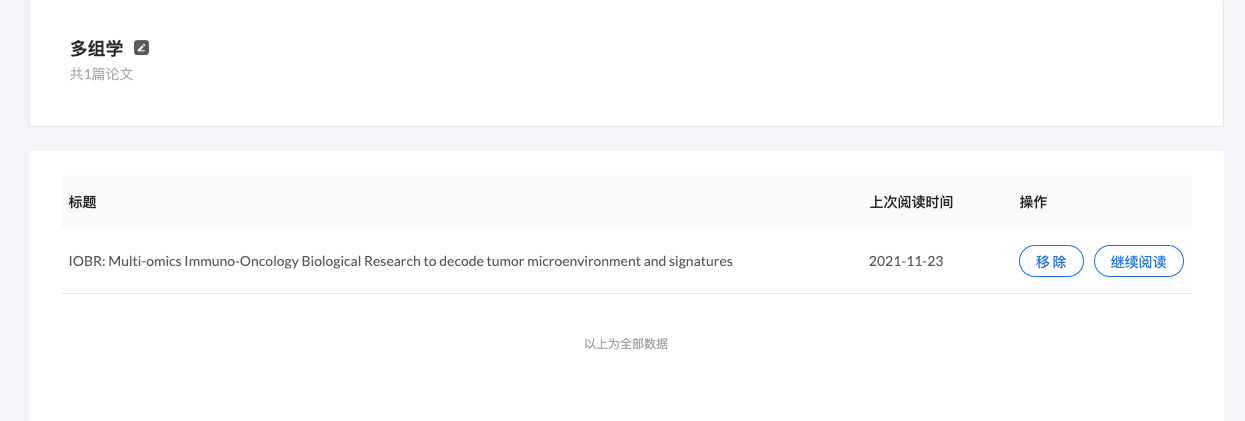 多组学
共1篇论文
标题 上次阅读时间 操作
IOBR: Multi-omics Immuno-Oncology Biological Research to decode tumor microenvironment and signatures 2021-11-23 移 除 继续阅读
以上为全部数据